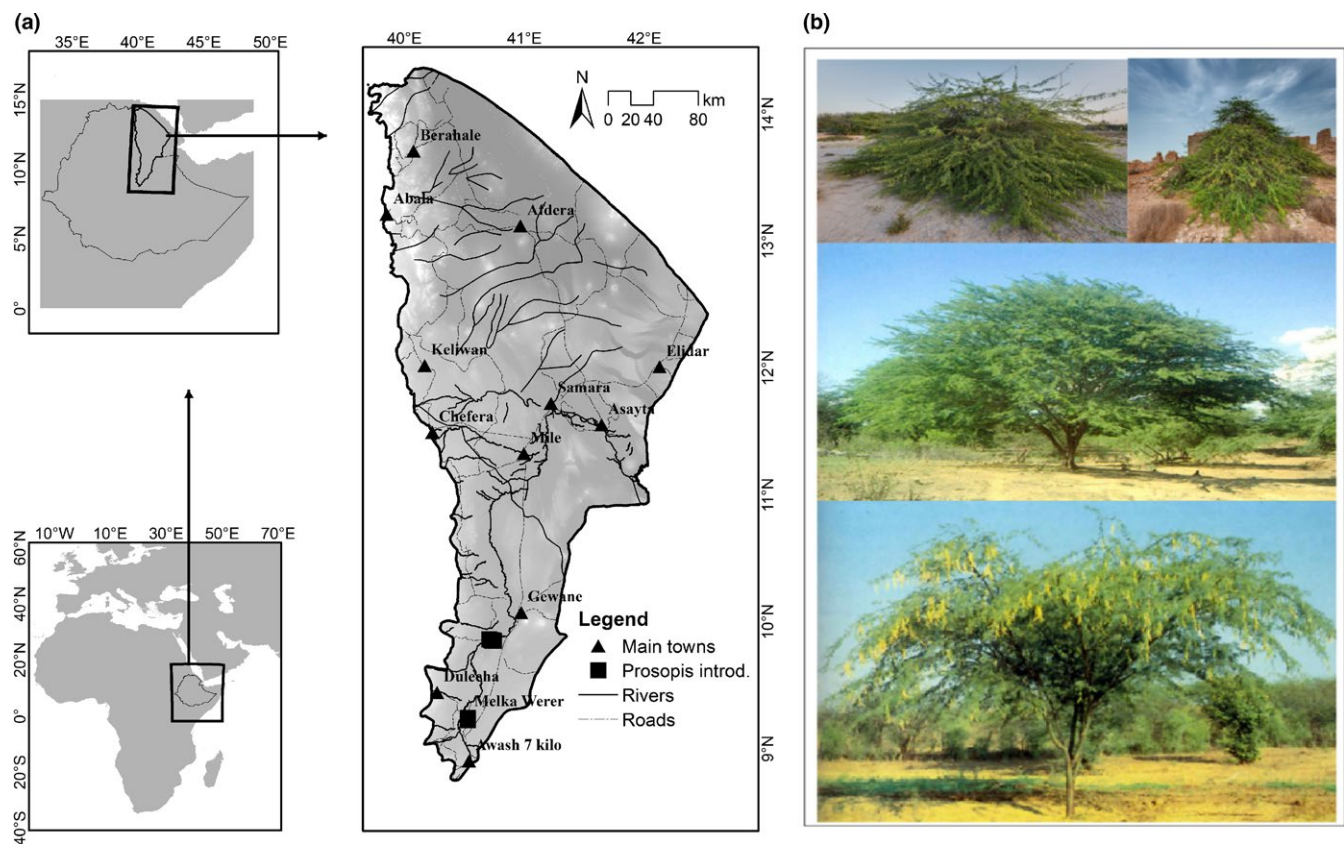 (a)
35°E 40°E 45°E 50°E
15°N
10°N
5°N
0°
10°W 10°E 30°E 50°E 70°E
60°N
40°N
20°N
0°
20°S
40°S
40°E 41°E 42°E
N
0 20 40 80
km
14°N
13°N
12°N
11°N
10°N
9°N
Berahale
Abala
Afdera
Keliwan
Elidar
Samara
Asayta
Chefera
Mile
Gewane
Dulecha
Melka Werer
Awash 7 kilo
Legend
Main towns
Prosopis introd.
Rivers
Roads
(b)